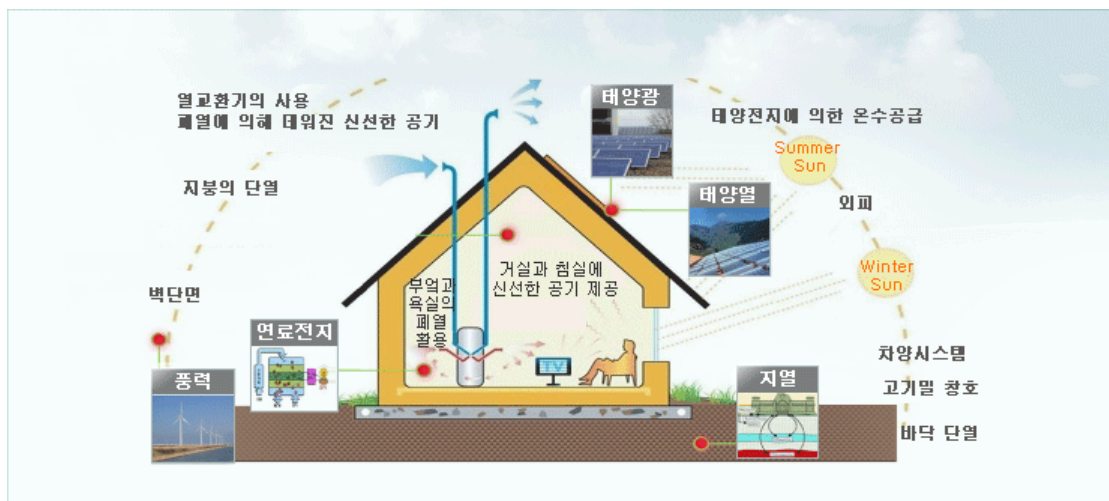 열교환기의 사용
폐열에 의해 데워진 신선한 공기
태양광
태양전지에 의한 온수공급
Summer
Sun
지붕의 단열
태양열
외피
거실과 침실에
신선한 공기 제공
Winter
Sun
부엌과
욕실의
폐열
활용
벽단면
연료전지
TV
차양시스템
풍력
지열
고기밀 창호
바닥 단열